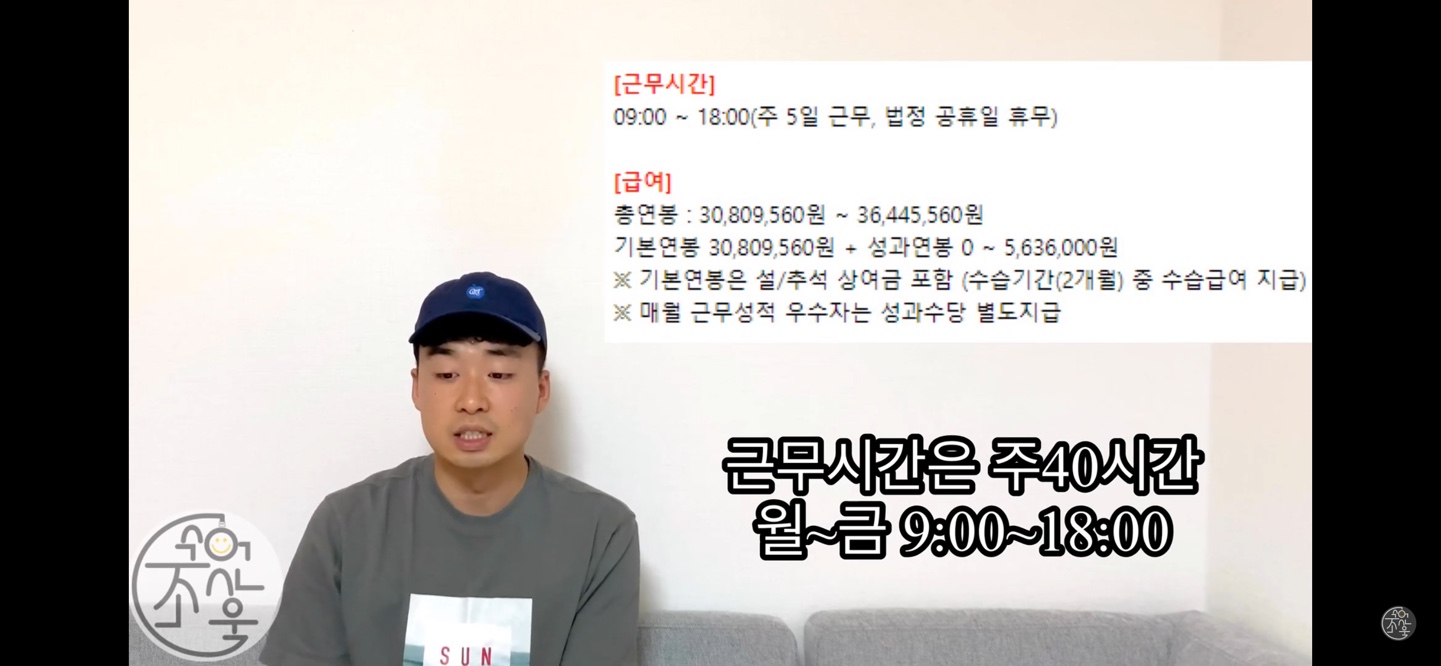 [근무시간]
09:00 ~ 18:00(주 5일 근무, 법정 공휴일 휴무)
[급여]
총연봉 : 30,809,560원 ~ 36,445,560원
기본연봉 30,809,560원 + 성과연봉 0 ~ 5,636,000원
※ 기본연봉은 설/추석 상여금 포함 (수습기간(2개월) 중 수습급여 지급)
※ 매월 근무성적 우수자는 성과수당 별도지급
근무시간은 주40시간
월~금 9:00~18:00
SUN